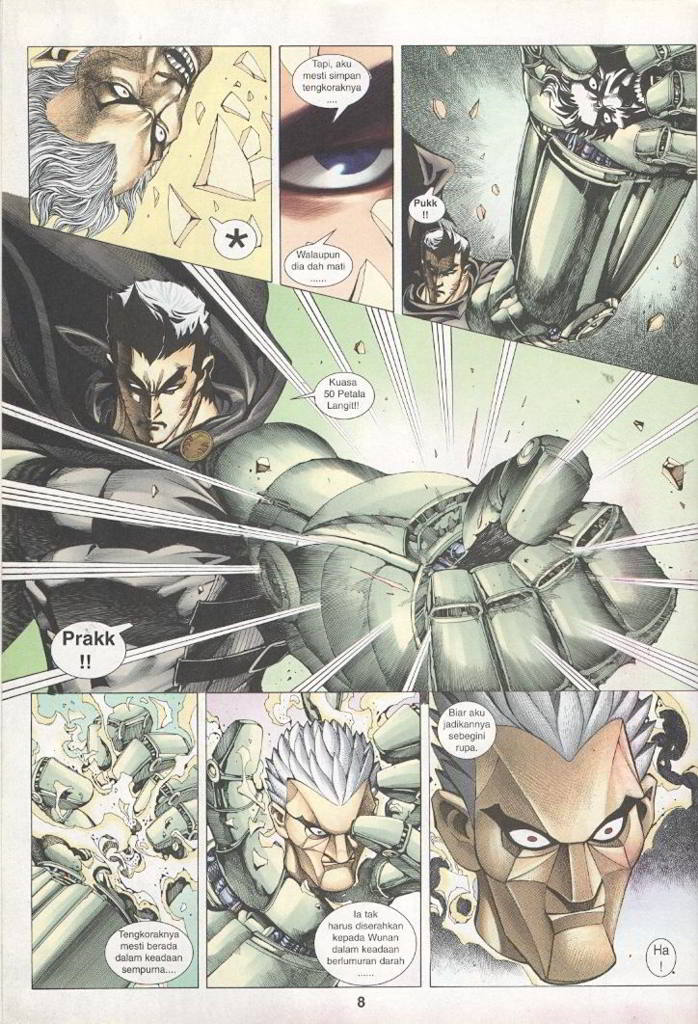 *
Tapi, aku
mesti simpan
tengkoraknya
....
Walaupun
dia dah mati
......
Pukk
!!
Kuasa
50 Petala
Langit!!
Prakk
!!
Tengkoraknya
mesti berada
dalam keadaan
sempurna....
Ia tak
harus diserahkan
kepada Wunan
dalam keadaan
berlumuran darah
......
Biar aku
jadikannya
sebegini
rupa.
Ha
!
8